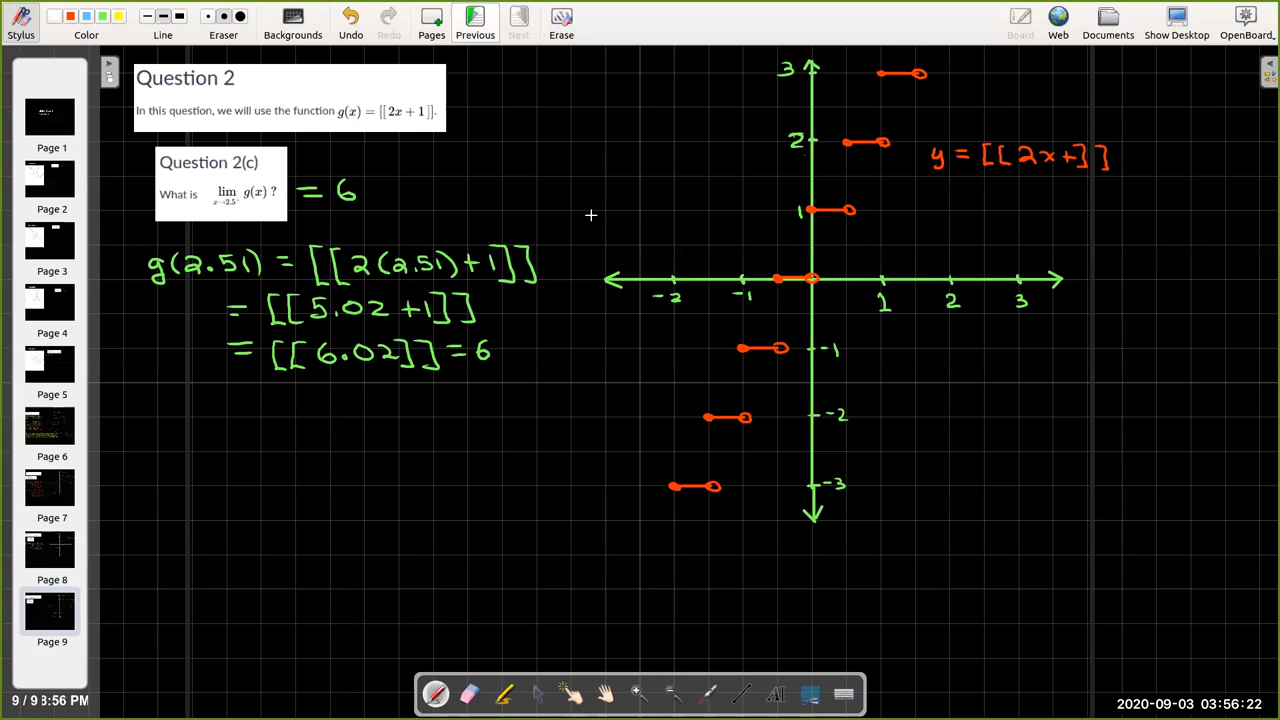 Stylus
Color
Line
Eraser
Backgrounds
Undo
Redo
Pages
Previous
Next
Erase
Board
Web
Documents
Show Desktop
OpenBoard
Page 1
Page 2
Page 3
Page 4
Page 5
Page 6
Page 7
Page 8
Page 9
9 / 9
8:56 PM
Question 2
In this question, we will use the function g(x) = [[2x + 1]].
Question 2(c)
What is lim g(x) ? = 6
g(2.51) = [[2(2.51)+1]]
= [[5.02 +1]]
= [[6.02]] = 6
3
2
1
-2 -1 1 2 3
-1
-2
-3
2020-09-03 03:56:22